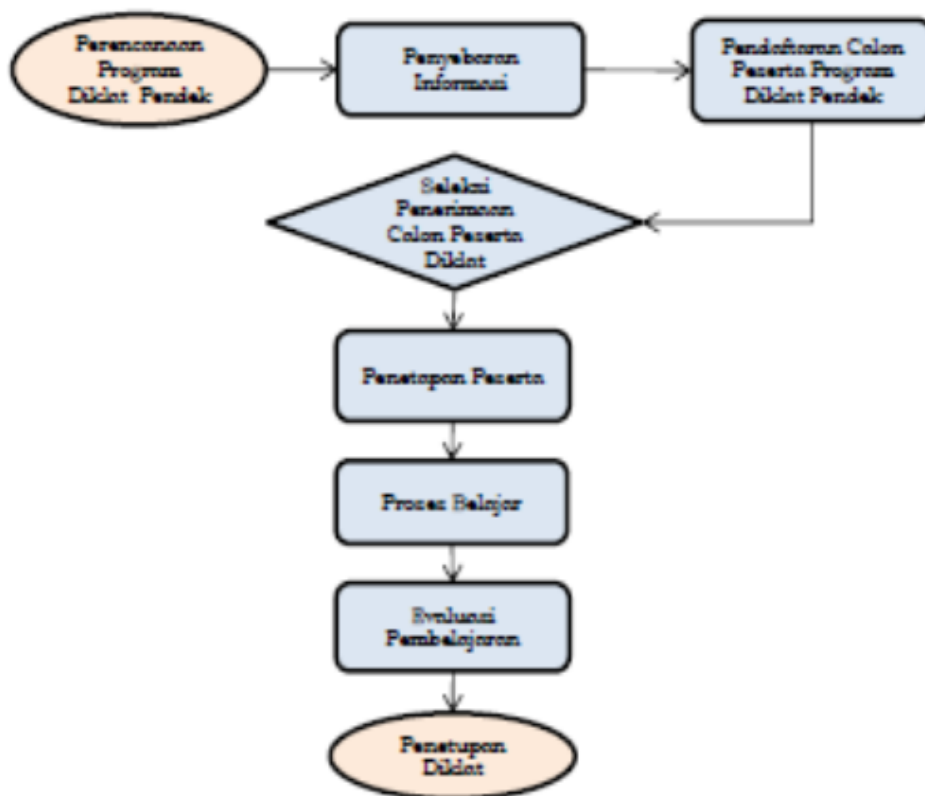 Perencanaan
Program
Diklat Pendek
Penyebaran
Informasi
Pendaftaran Calon
Peserta Program
Diklat Pendek
Seleksi
Penerimaan
Calon Peserta
Diklat
Penetapan Peserta
Proses Belajar
Evaluasi
Pembelajaran
Penetupan
Diklat